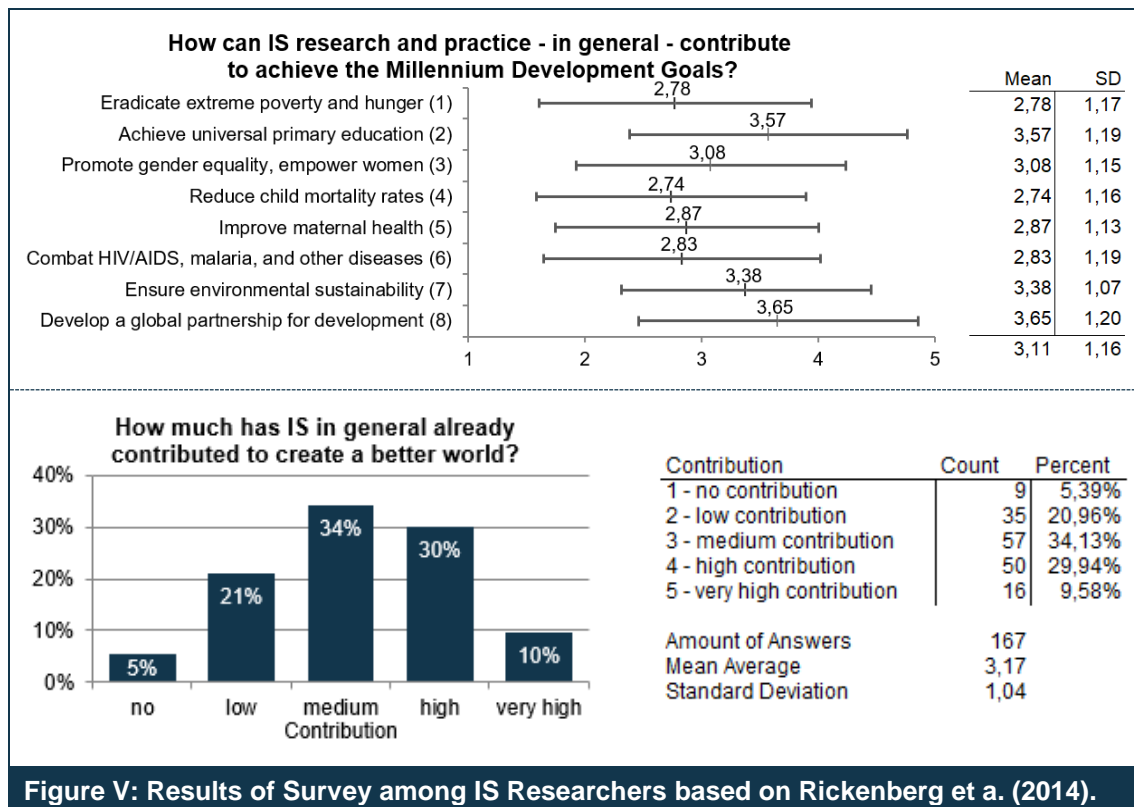 How can IS research and practice - in general - contribute
to achieve the Millennium Development Goals?
Mean SD
Eradicate extreme poverty and hunger (1) 2,78 2,78 1,17
Achieve universal primary education (2) 3,57 3,57 1,19
Promote gender equality, empower women (3) 3,08 3,08 1,15
Reduce child mortality rates (4) 2,74 2,74 1,16
Improve maternal health (5) 2,87 2,87 1,13
Combat HIV/AIDS, malaria, and other diseases (6) 2,83 2,83 1,19
Ensure environmental sustainability (7) 3,38 3,38 1,07
Develop a global partnership for development (8) 3,65 3,65 1,20
3,11 1,16
1 2 3 4 5
How much has IS in general already
contributed to create a better world?
40%
30%
20%
10%
0%
5% 21% 34% 30% 10%
no low medium high very high
Contribution
Contribution Count Percent
1 - no contribution 9 5,39%
2 - low contribution 35 20,96%
3 - medium contribution 57 34,13%
4 - high contribution 50 29,94%
5 - very high contribution 16 9,58%
Amount of Answers 167
Mean Average 3,17
Standard Deviation 1,04
Figure V: Results of Survey among IS Researchers based on Rickenberg et a. (2014).